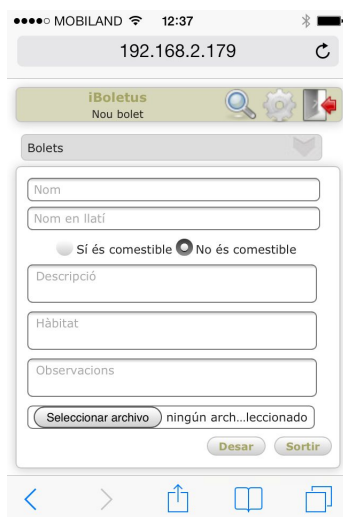 MOBILAND 12:37
192.168.2.179
iBoletus
Nou bolet
Bolets
Nom
Nom en llatí
Sí és comestible No és comestible
Descripció
Hàbitat
Observacions
Seleccionar archivo ningún arch...leccionado
Desar Sortir